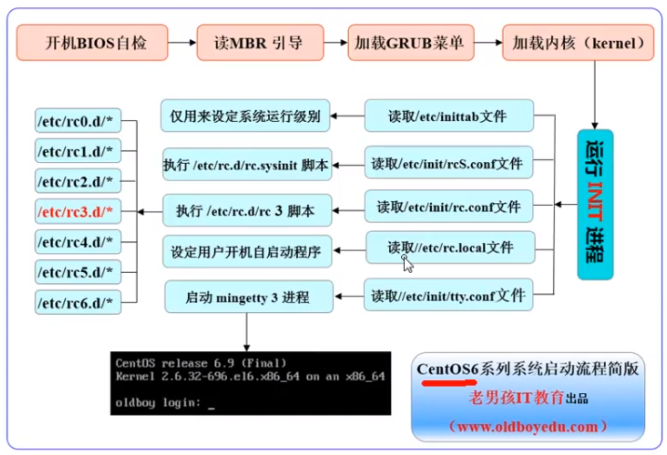 开机BIOS自检
读MBR 引导
加载GRUB菜单
加载内核（kernel）
/etc/rc0.d/*
/etc/rc1.d/*
/etc/rc2.d/*
/etc/rc3.d/*
/etc/rc4.d/*
/etc/rc5.d/*
/etc/rc6.d/*
仅用来设定系统运行级别
读取/etc/inittab文件
执行 /etc/rc.d/rc.sysinit 脚本
读取/etc/init/rcS.conf文件
执行 /etc/rc.d/rc 3 脚本
读取/etc/init/rc.conf文件
设定用户开机自启动程序
读取//etc/rc.local文件
启动 mingetty 3 进程
读取//etc/init/tty.conf文件
运行 INIT 进程
CentOS release 6.9 (Final)
Kernel 2.6.32-696.el6.x86_64 on an x86_64
oldboy login: _
CentOS6系列系统启动流程简版
老男孩IT教育出品
（www.oldboyedu.com）